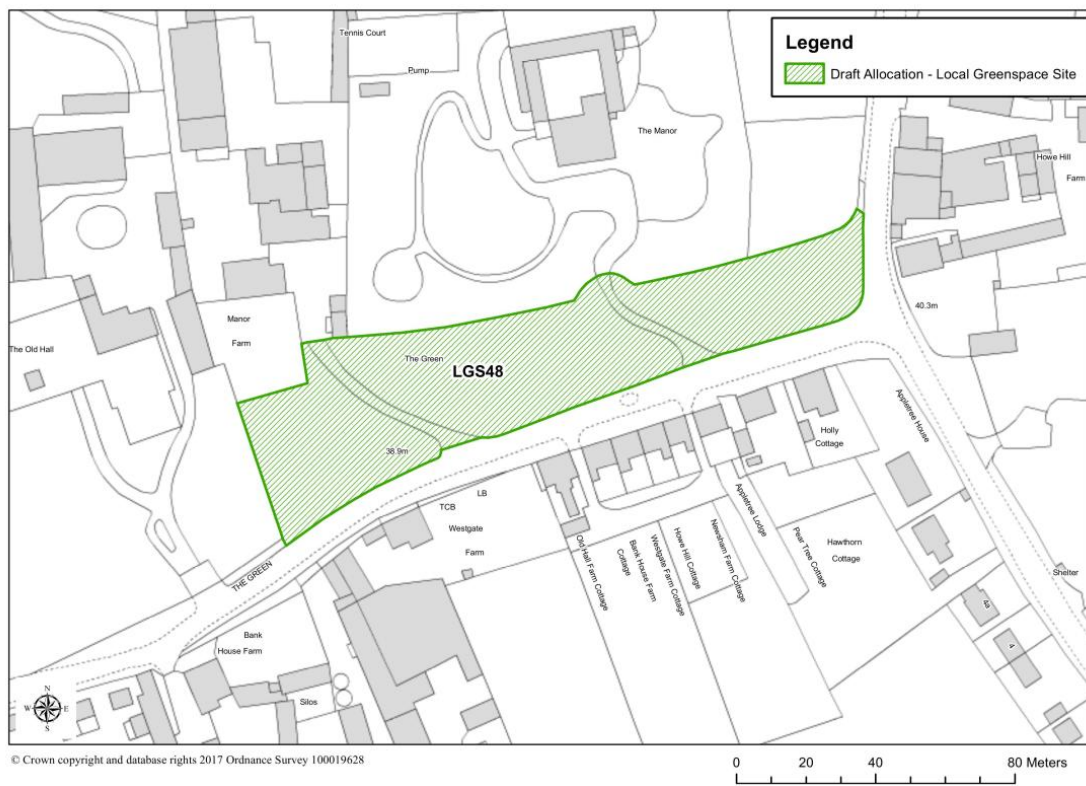 Tennis Court
Pump
The Manor
Legend
Draft Allocation - Local Greenspace Site
Howe Hill
Farm
Manor
Farm
The Old Hall
The Green
LGS48
40.3m
38.9m
Holly
Cottage
Appletree House
LB
TCB
Westgate
Farm
Appletree Lodge
Old Hall Farm Cottage
Bank House Farm
Cottage
Westgate Farm Cottage
Howe Hill Cottage
Newsham Farm Cottage
Pear Tree Cottage
Hawthorn
Cottage
THE GREEN
Shelter
4a
4
Bank
House Farm
Silos
N
W E
S
© Crown copyright and database rights 2017 Ordnance Survey 100019628
0 20 40 80 Meters